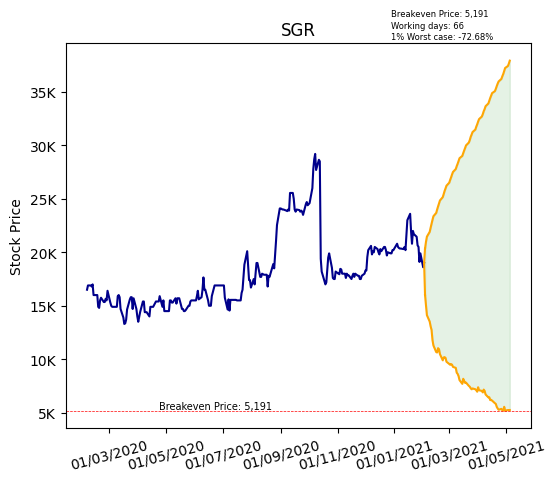 Breakeven Price: 5,191
Working days: 66
1% Worst case: -72.68%
SGR
Stock Price
35K
30K
25K
20K
15K
10K
5K
Breakeven Price: 5,191
01/03/2020
01/05/2020
01/07/2020
01/09/2020
01/11/2020
01/01/2021
01/03/2021
01/05/2021